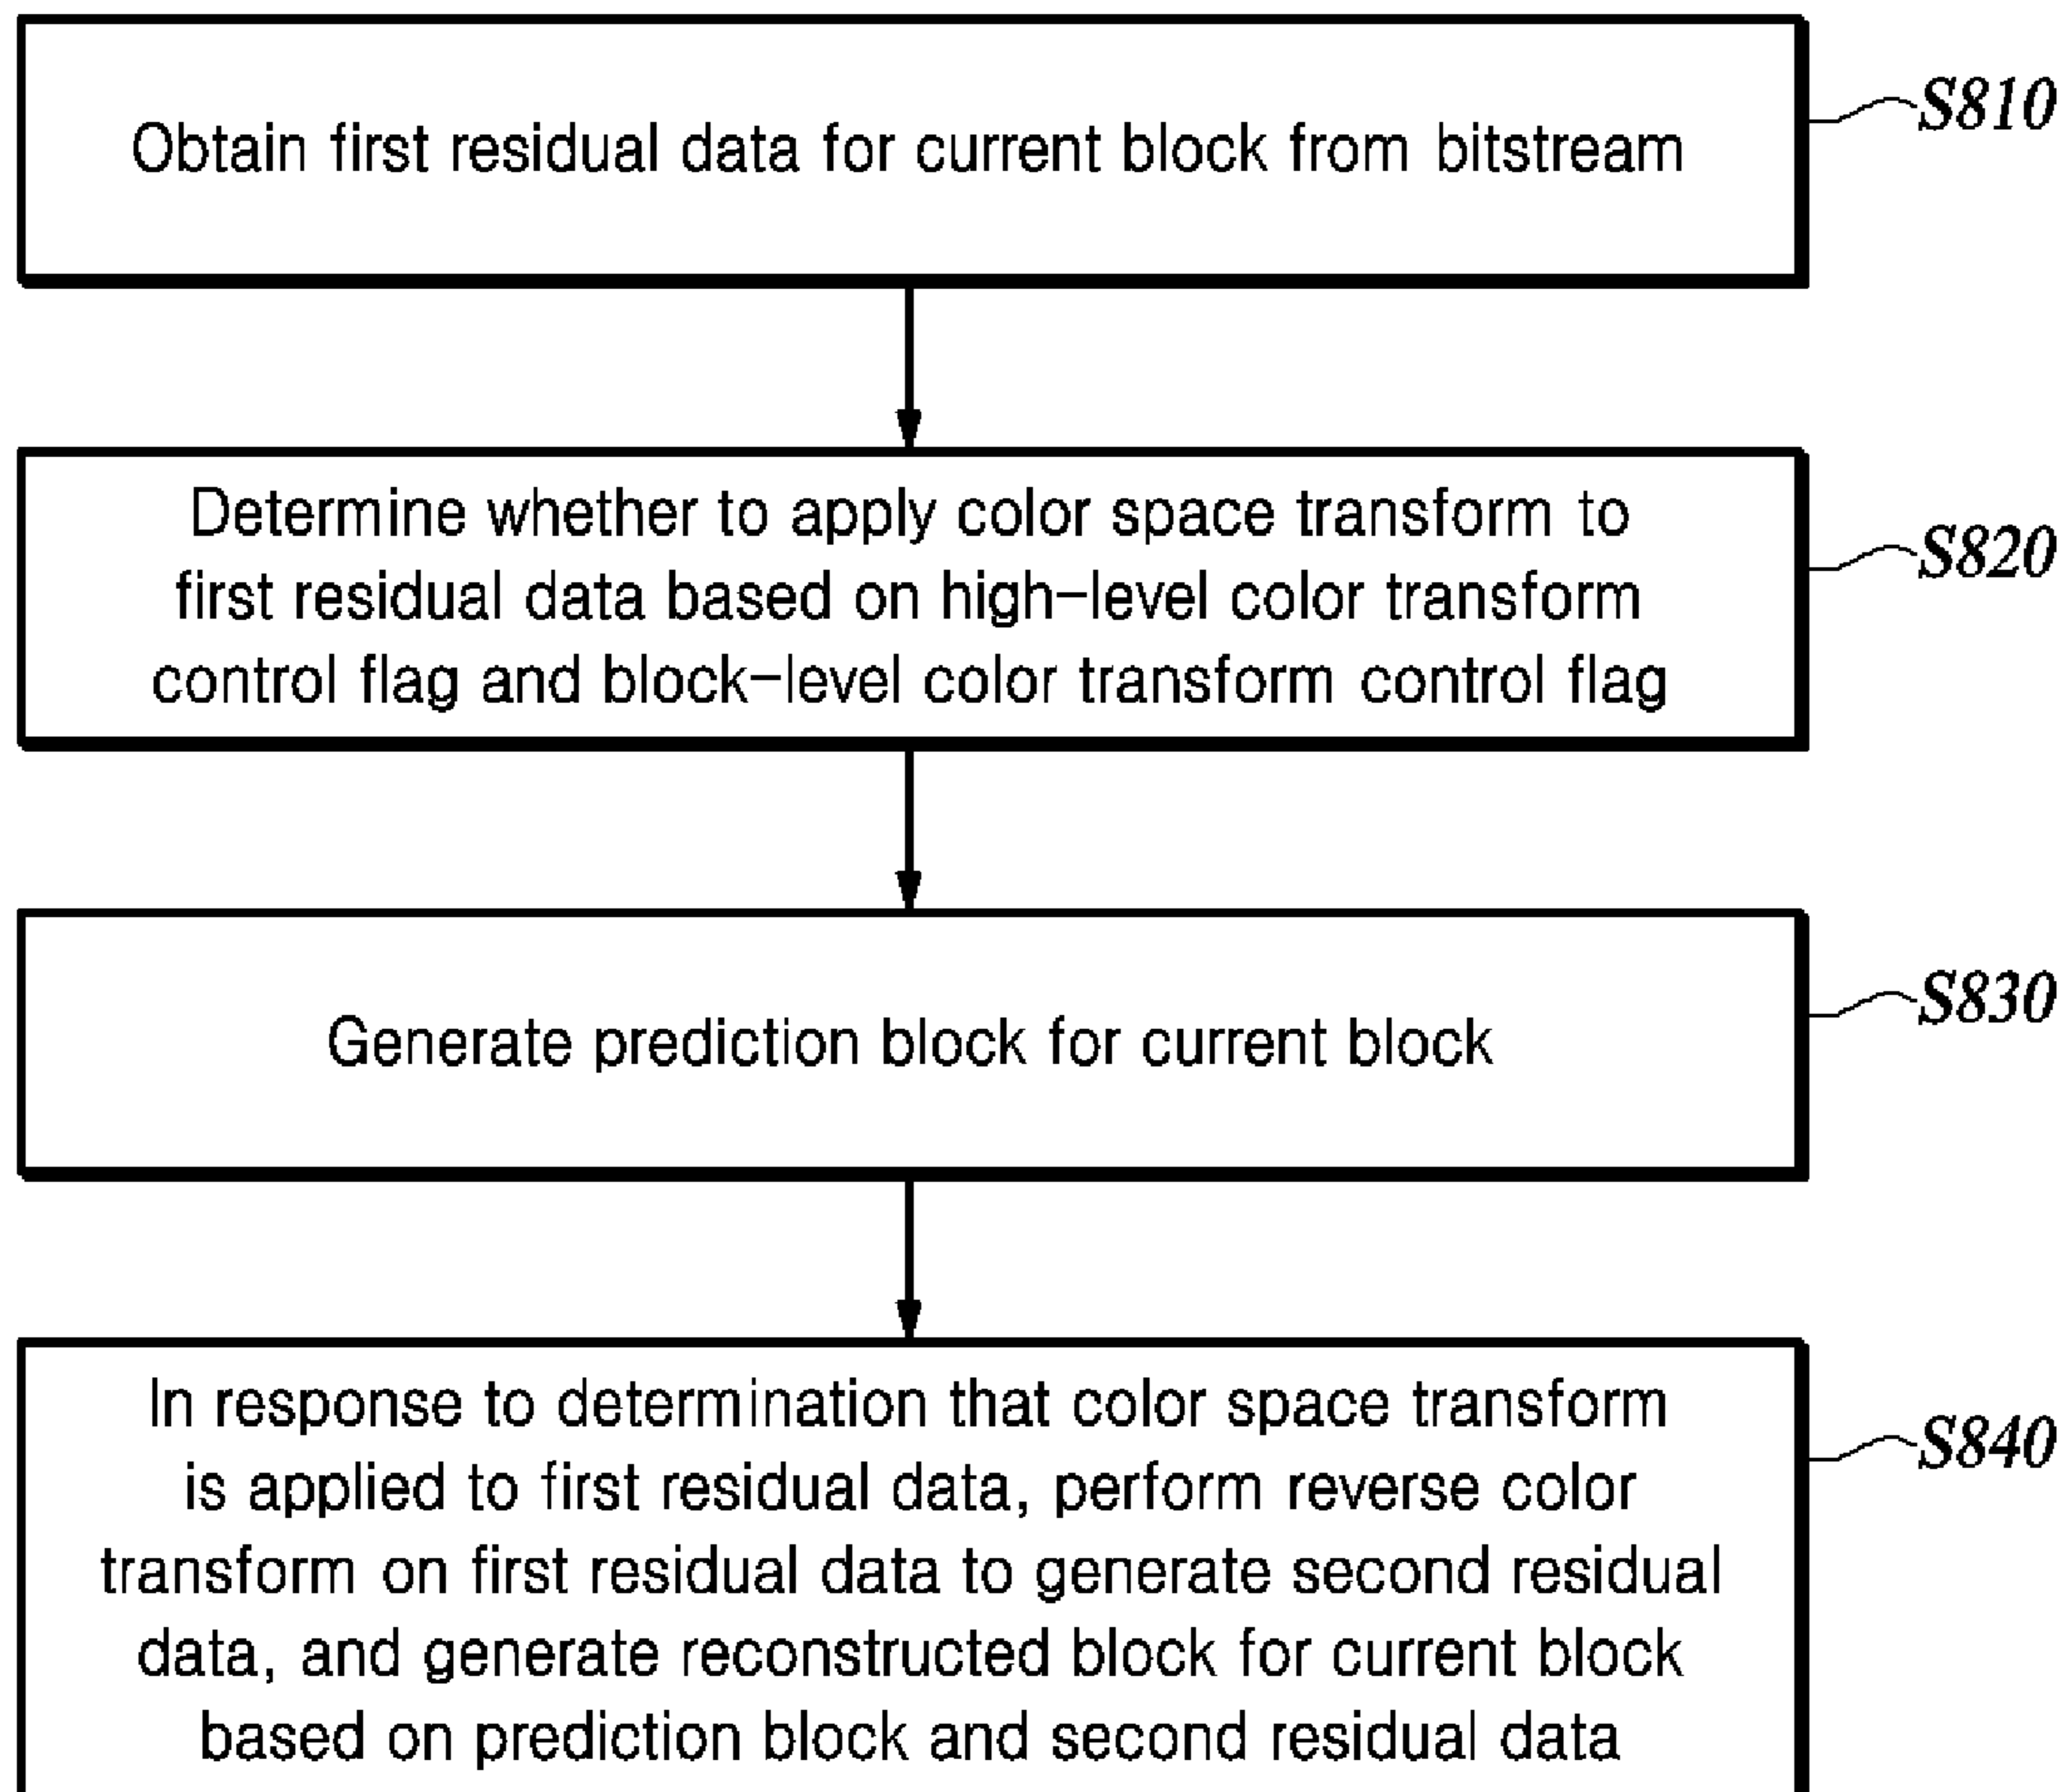 Obtain first residual data for current block from bitstream
S810
Determine whether to apply color space transform to
first residual data based on high-level color transform
control flag and block-level color transform control flag
S820
Generate prediction block for current block
S830
In response to determination that color space transform
is applied to first residual data, perform reverse color
transform on first residual data to generate second residual
data, and generate reconstructed block for current block
based on prediction block and second residual data
S840